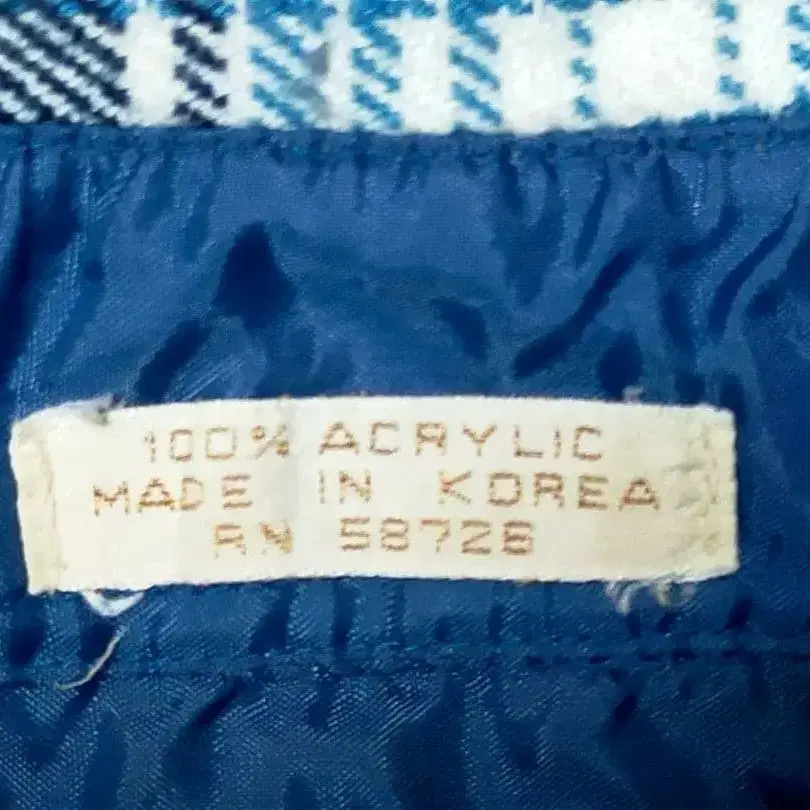 100% ACRYLIC
MADE IN KOREA
RN 58726